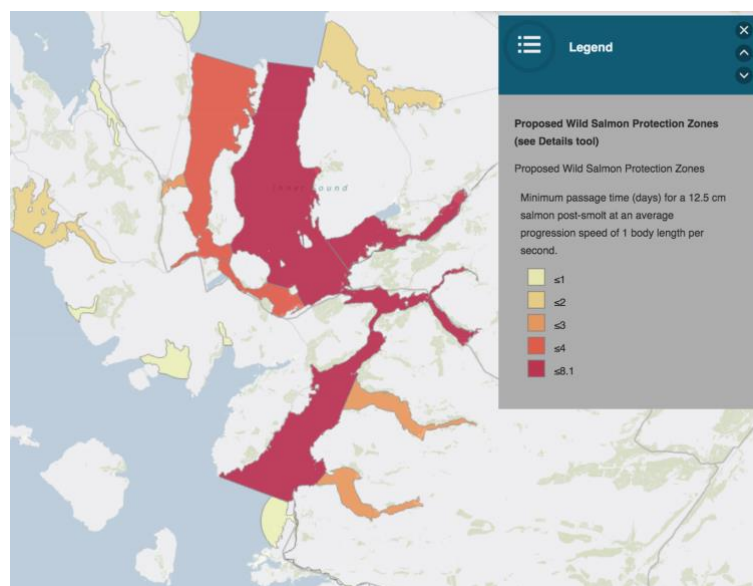 Legend
Proposed Wild Salmon Protection Zones
(see Details tool)
Proposed Wild Salmon Protection Zones
Minimum passage time (days) for a 12.5 cm
salmon post-smolt at an average
progression speed of 1 body length per
second.
≤1
≤2
≤3
≤4
≤8.1